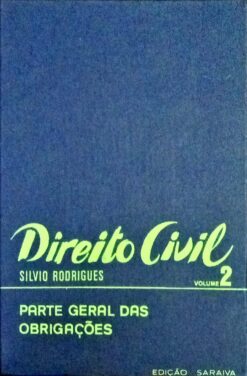 Direito Civil
SILVIO RODRIGUES VOLUME 2
PARTE GERAL DAS
OBRIGAÇÕES
EDIÇÃO SARAIVA